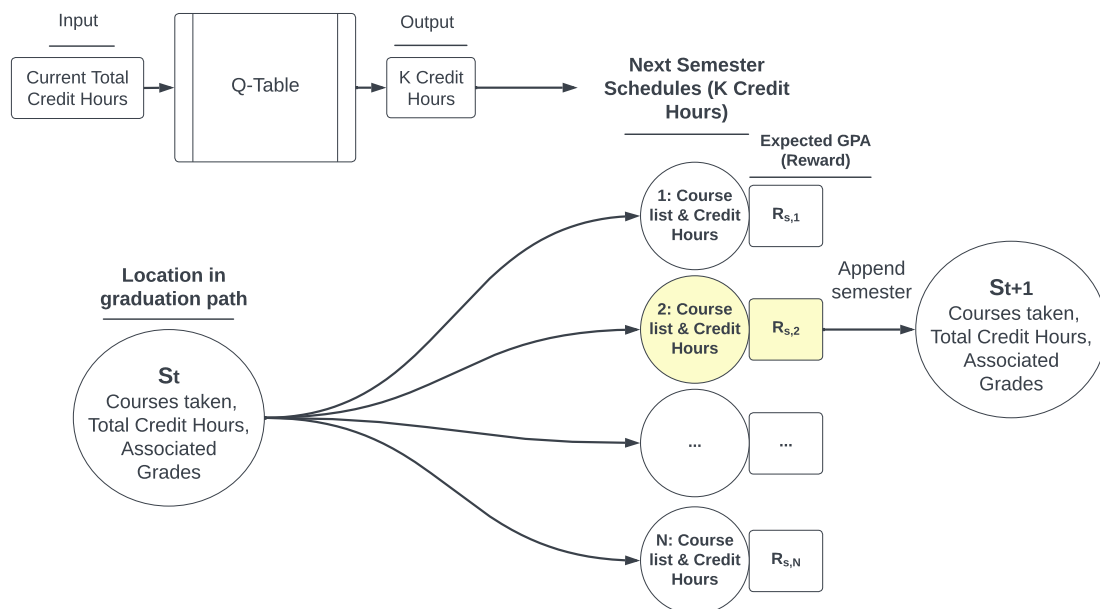 Input
Output
Current Total
Credit Hours
Q-Table
K Credit
Hours
Next Semester
Schedules (K Credit
Hours)
Expected GPA
(Reward)
1: Course
list & Credit
Hours
Rs,1
Location in
graduation path
St
Courses taken,
Total Credit Hours,
Associated
Grades
2: Course
list & Credit
Hours
Rs,2
Append
semester
St+1
Courses taken,
Total Credit Hours,
Associated
Grades
...
...
N: Course
list & Credit
Hours
Rs,N